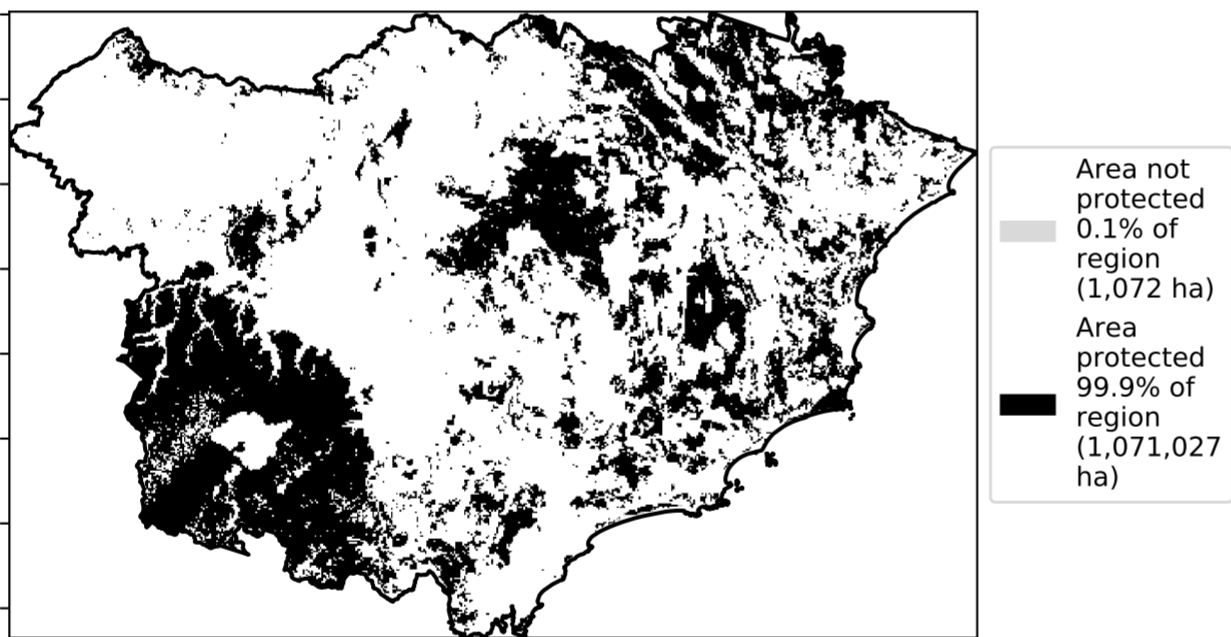 Area not
protected
0.1% of
region
(1,072 ha)
Area
protected
99.9% of
region
(1,071,027
ha)